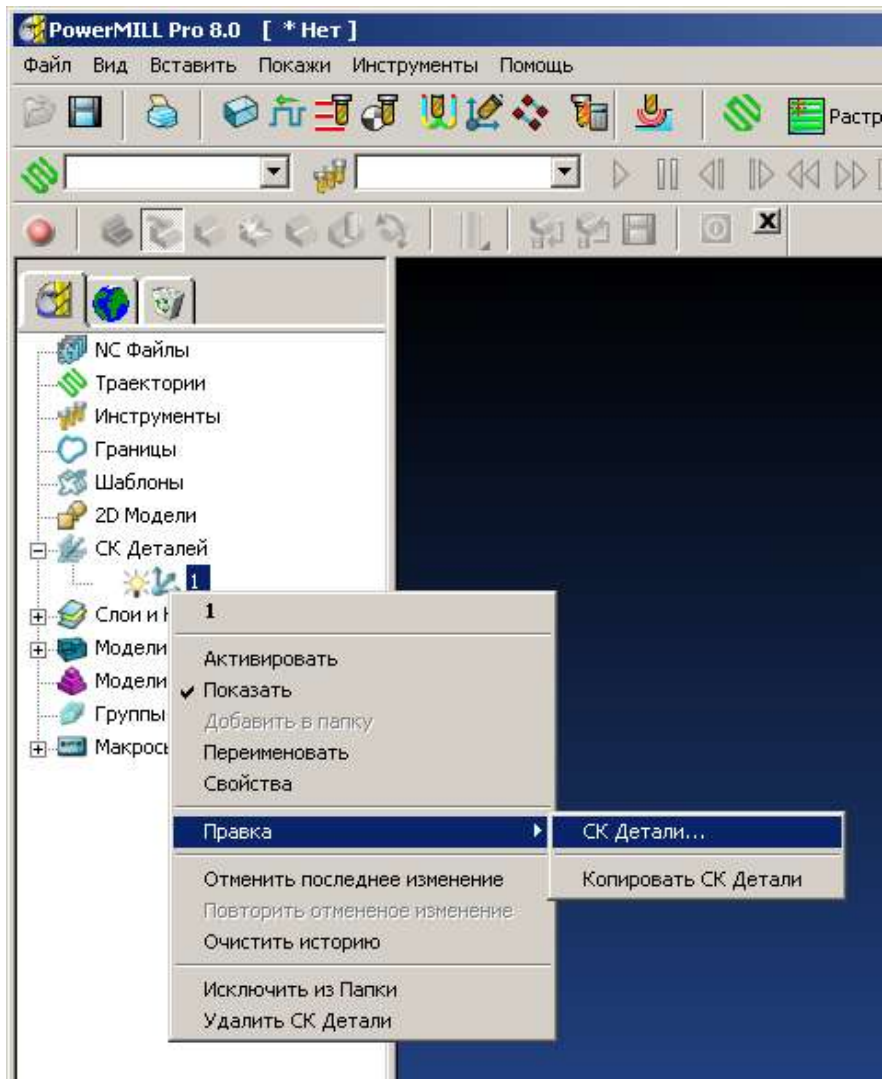 PowerMILL Pro 8.0 [ * Нет ]
Файл Вид Вставить Покажи Инструменты Помощь
Растр
NC Файлы
Траектории
Инструменты
Границы
Шаблоны
2D Модели
СК Деталей
1
Слои и
Модели
Модели
Группы
Макросы
1
Активировать
Показать
Добавить в папку
Переименовать
Свойства
Правка
СК Детали...
Копировать СК Детали
Отменить последнее изменение
Повторить отмененое изменение
Очистить историю
Исключить из Папки
Удалить СК Детали